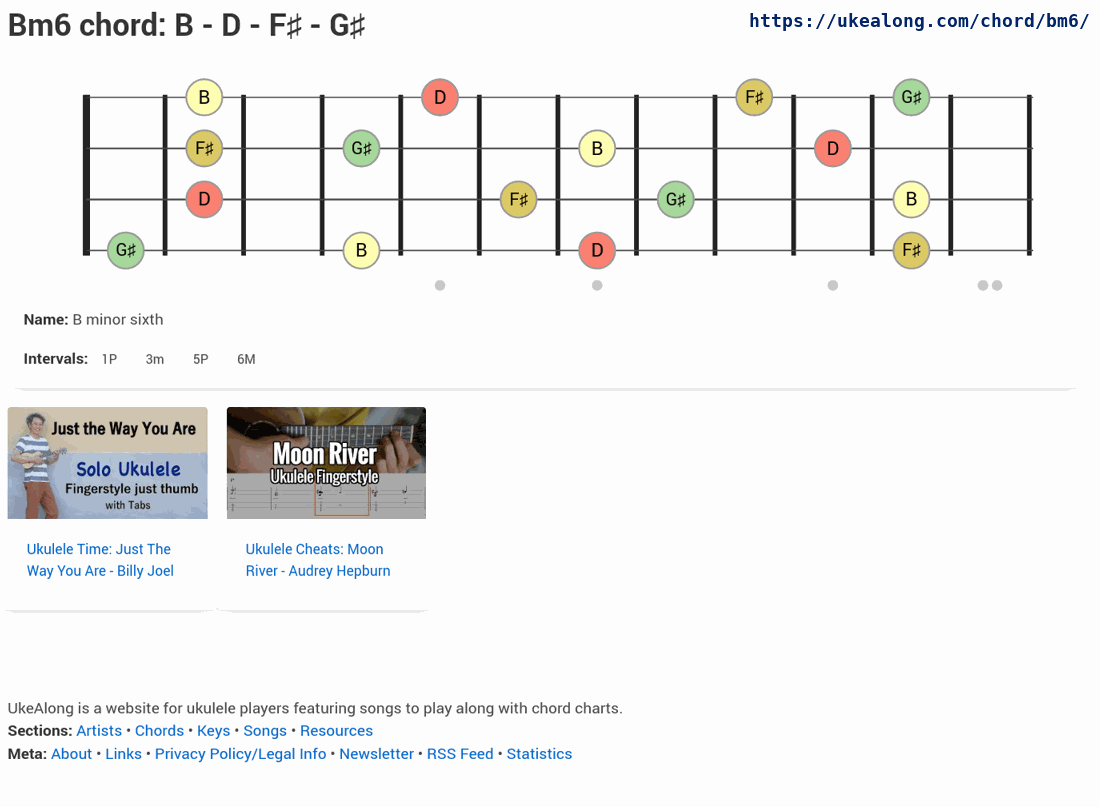 Bm6 chord: B - D - F♯ - G♯
https://ukealong.com/chord/bm6/
B D F♯ G♯
F♯ G♯ B D
D F♯ G♯ B
G♯ B D F♯
Name: B minor sixth
Intervals: 1P 3m 5P 6M
Just the Way You Are
Solo Ukulele
Fingerstyle just thumb
with Tabs
Moon River
Ukulele Fingerstyle
Ukulele Time: Just The
Way You Are - Billy Joel
Ukulele Cheats: Moon
River - Audrey Hepburn
UkeAlong is a website for ukulele players featuring songs to play along with chord charts.
Sections: Artists • Chords • Keys • Songs • Resources
Meta: About • Links • Privacy Policy/Legal Info • Newsletter • RSS Feed • Statistics